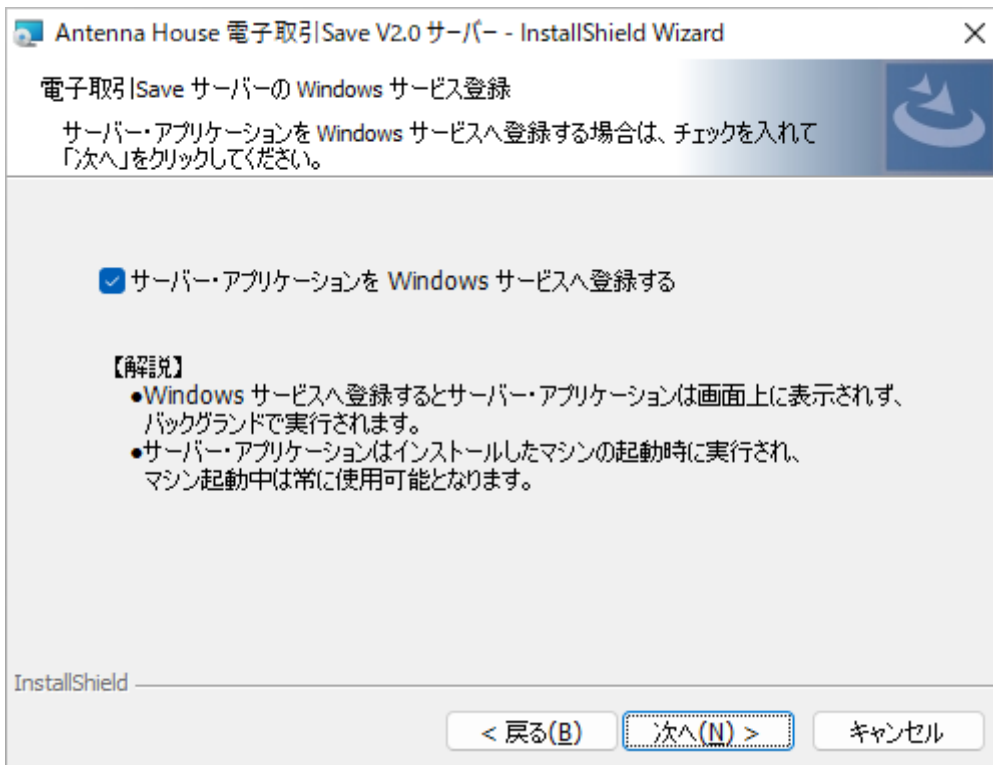 Antenna House 電子取引Save V2.0 サーバー - InstallShield Wizard
電子取引Save サーバーの Windows サービス登録
サーバー・アプリケーションを Windows サービスへ登録する場合は、チェックを入れて
「次へ」をクリックしてください。
サーバー・アプリケーションを Windows サービスへ登録する
【解説】
●Windows サービスへ登録するとサーバー・アプリケーションは画面上に表示されず、
バックグランドで実行されます。
●サーバー・アプリケーションはインストールしたマシンの起動時に実行され、
マシン起動中は常に使用可能となります。
InstallShield
< 戻る(B) 次へ(N) > キャンセル